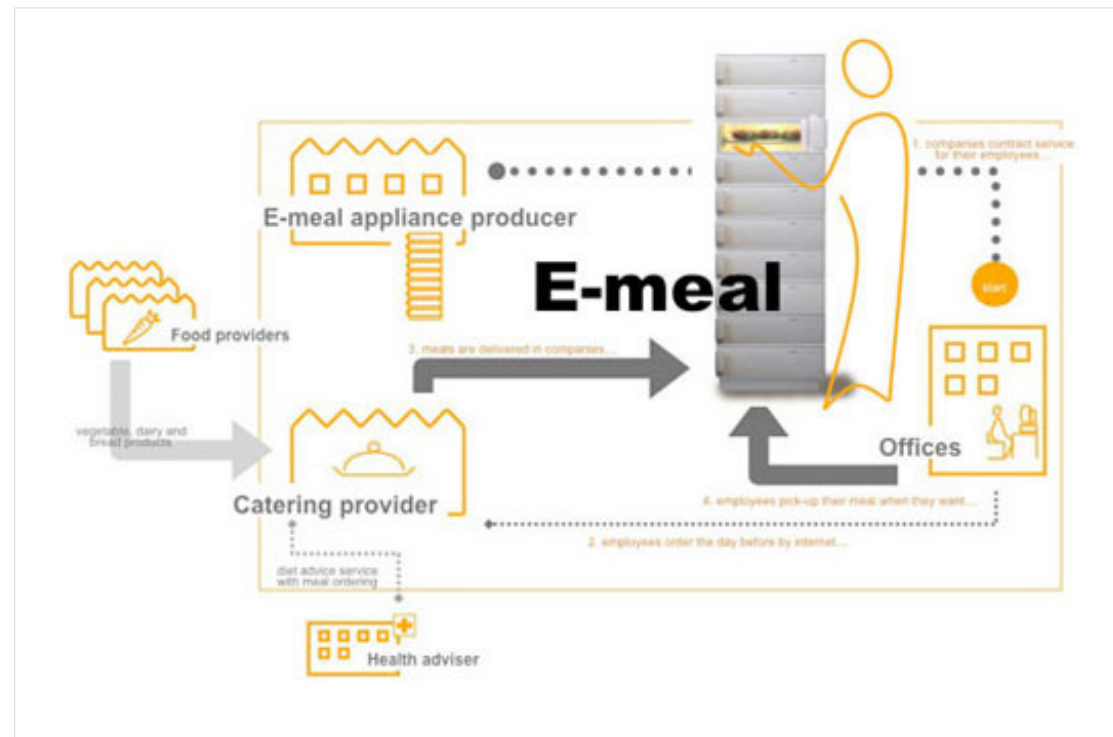 1. companies contract service
for their employees...
E-meal appliance producer
E-meal
start
Food providers
3. meals are delivered in companies...
vegetable, dairy and
bread products
Offices
Catering provider
4. employees pick-up their meal when they want...
2. employees order the day before by internet...
diet advice service
with meal ordering
Health adviser